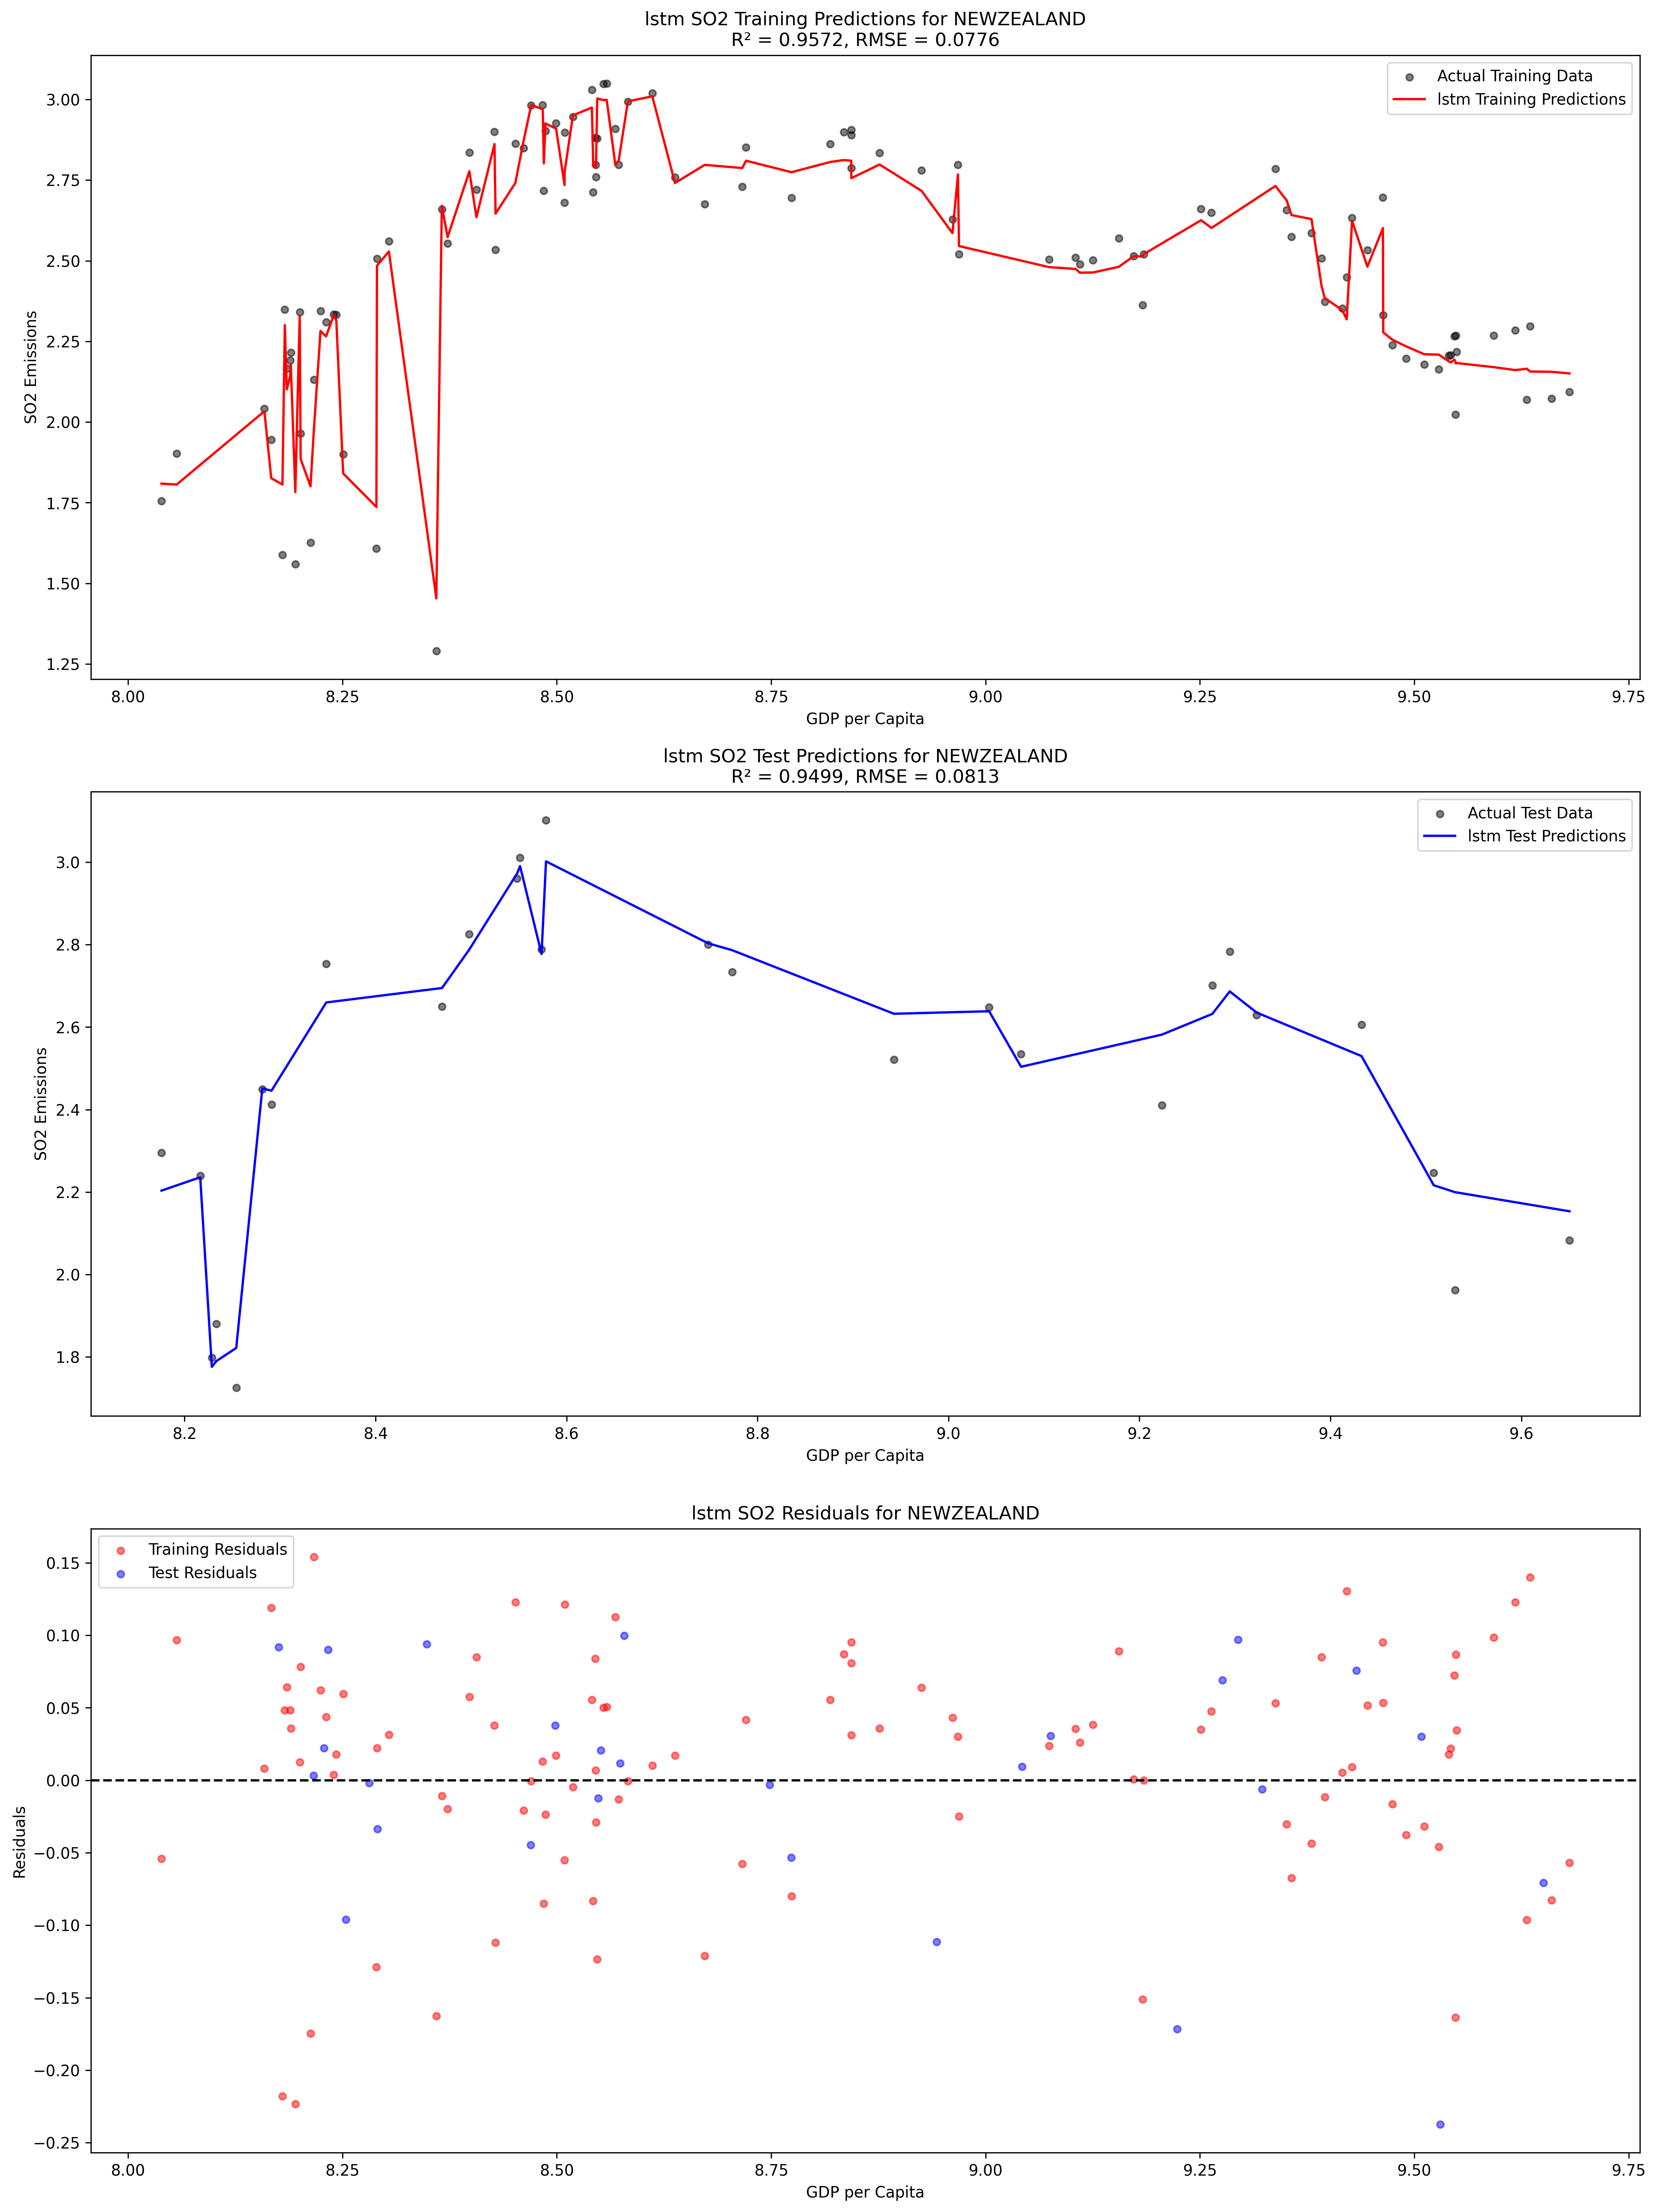 lstm SO2 Training Predictions for NEWZEALAND
R² = 0.9572, RMSE = 0.0776
Actual Training Data
lstm Training Predictions
SO2 Emissions
3.00
2.75
2.50
2.25
2.00
1.75
1.50
1.25
8.00 8.25 8.50 8.75 9.00 9.25 9.50 9.75
GDP per Capita
lstm SO2 Test Predictions for NEWZEALAND
R² = 0.9499, RMSE = 0.0813
Actual Test Data
lstm Test Predictions
SO2 Emissions
3.0
2.8
2.6
2.4
2.2
2.0
1.8
8.2 8.4 8.6 8.8 9.0 9.2 9.4 9.6
GDP per Capita
lstm SO2 Residuals for NEWZEALAND
Training Residuals
Test Residuals
Residuals
0.15
0.10
0.05
0.00
−0.05
−0.10
−0.15
−0.20
−0.25
8.00 8.25 8.50 8.75 9.00 9.25 9.50 9.75
GDP per Capita